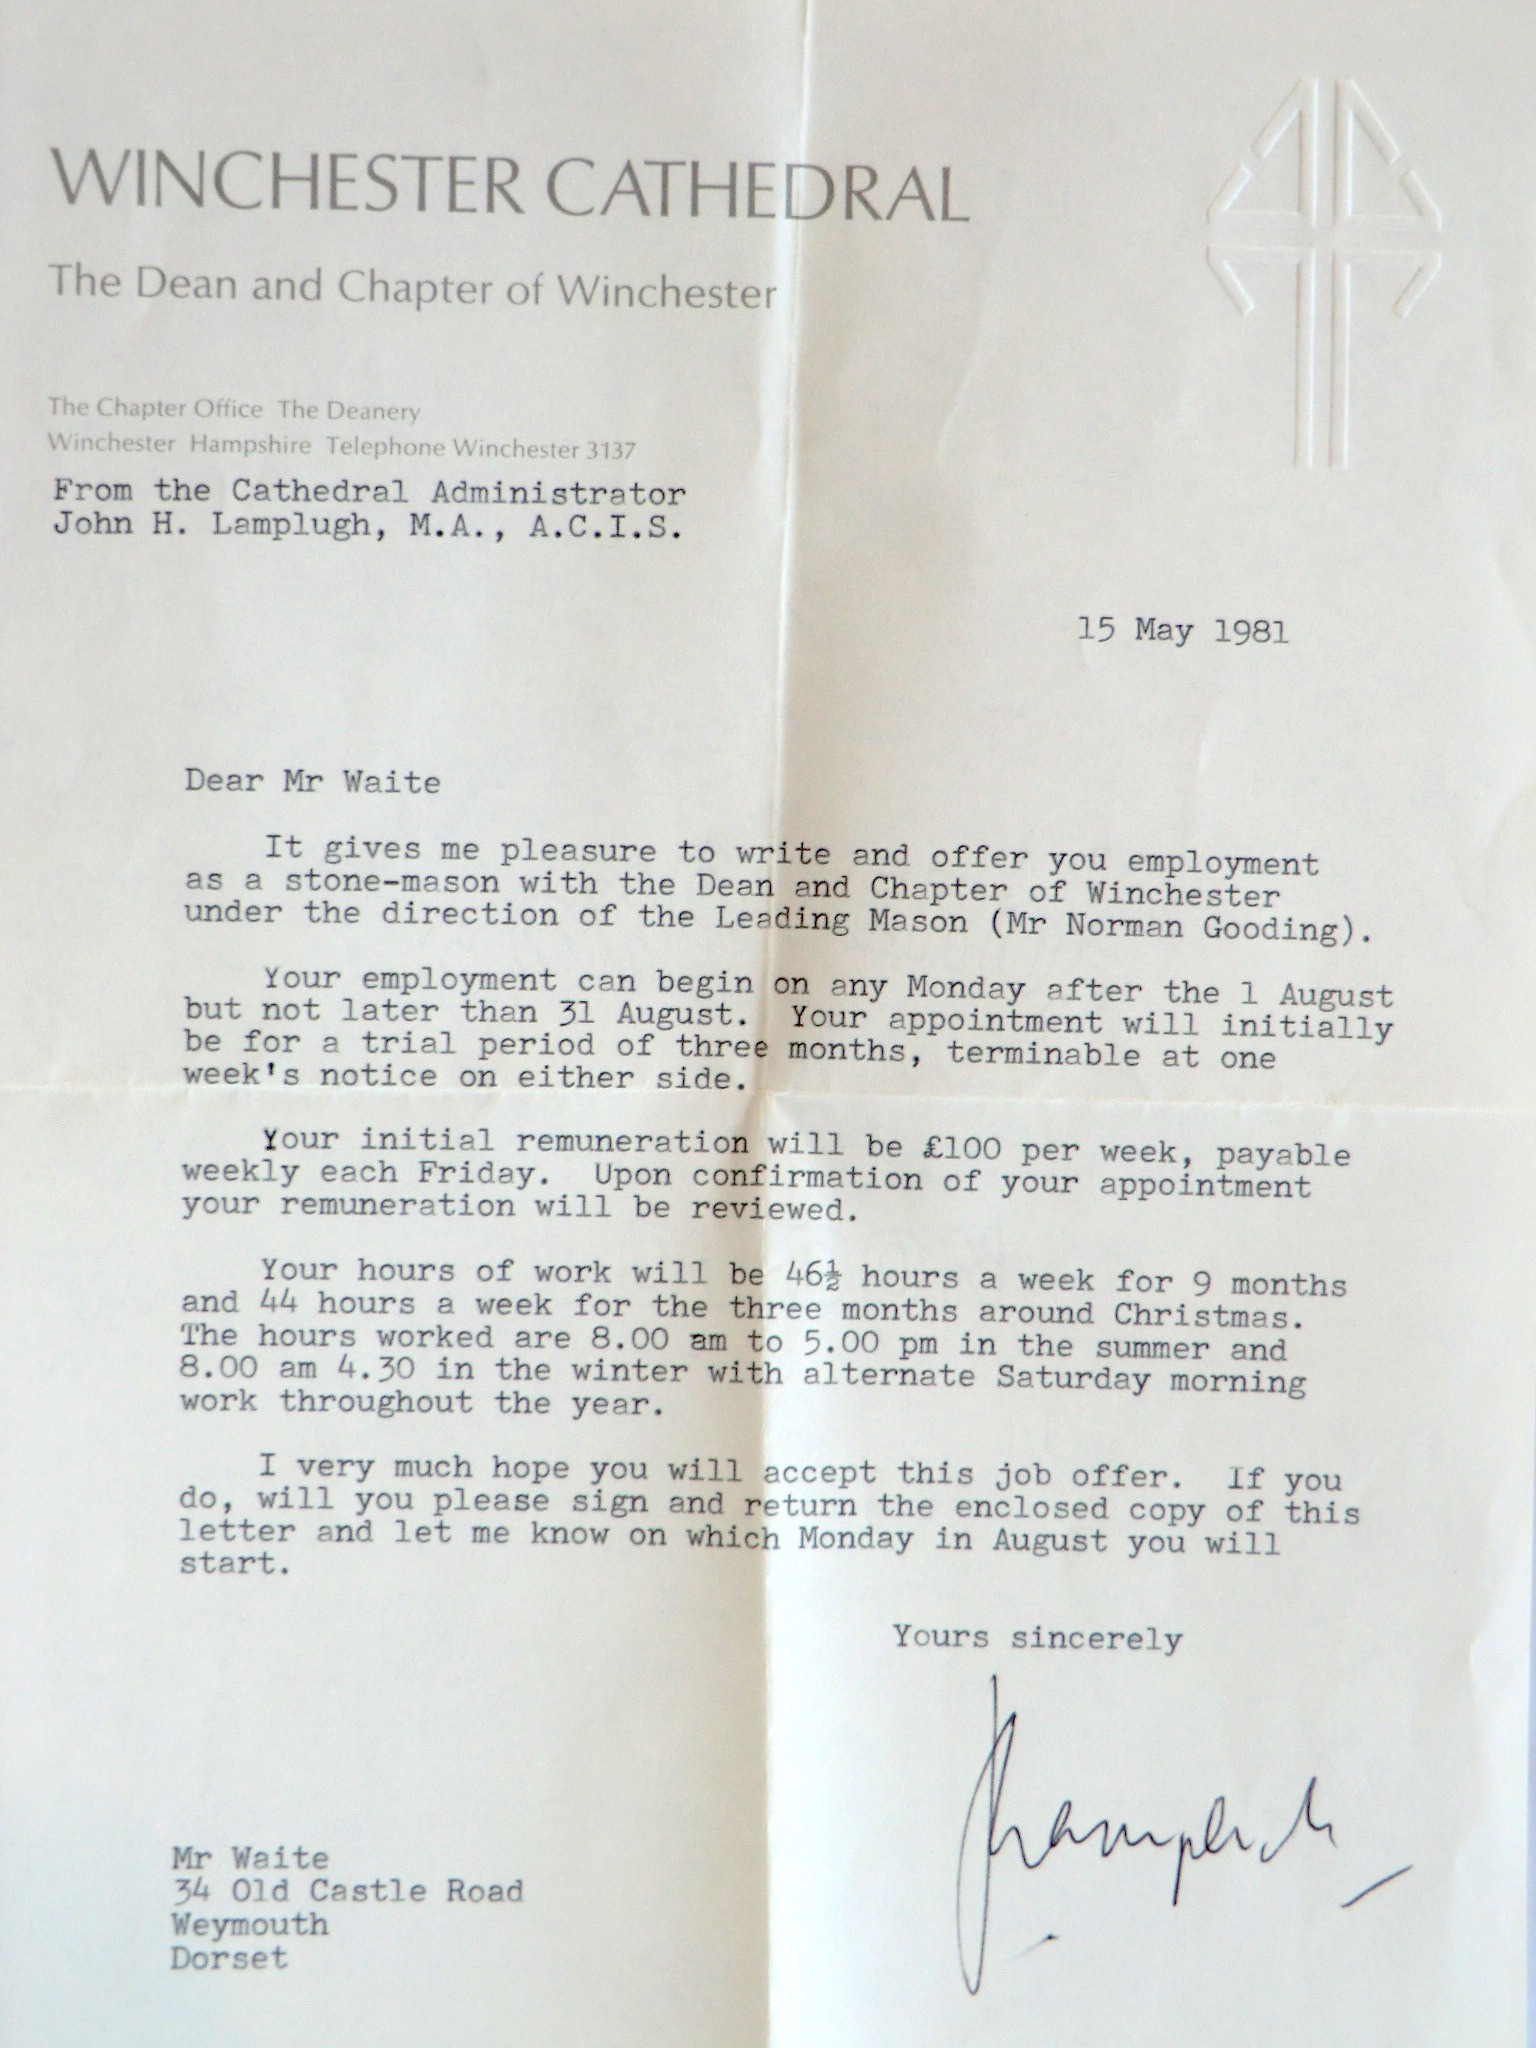 WINCHESTER CATHEDRAL
The Dean and Chapter of Winchester
The Chapter Office The Deanery
Winchester Hampshire Telephone Winchester 3137
From the Cathedral Administrator
John H. Lamplugh, M.A., A.C.I.S.
15 May 1981
Dear Mr Waite
It gives me pleasure to write and offer you employment
as a stone-mason with the Dean and Chapter of Winchester
under the direction of the Leading Mason (Mr Norman Gooding).
Your employment can begin on any Monday after the 1 August
but not later than 31 August. Your appointment will initially
be for a trial period of three months, terminable at one
week's notice on either side.
Your initial remuneration will be £100 per week, payable
weekly each Friday. Upon confirmation of your appointment
your remuneration will be reviewed.
Your hours of work will be 46½ hours a week for 9 months
and 44 hours a week for the three months around Christmas.
The hours worked are 8.00 am to 5.00 pm in the summer and
8.00 am 4.30 in the winter with alternate Saturday morning
work throughout the year.
I very much hope you will accept this job offer. If you
do, will you please sign and return the enclosed copy of this
letter and let me know on which Monday in August you will
start.
Yours sincerely
Mr Waite
34 Old Castle Road
Weymouth
Dorset